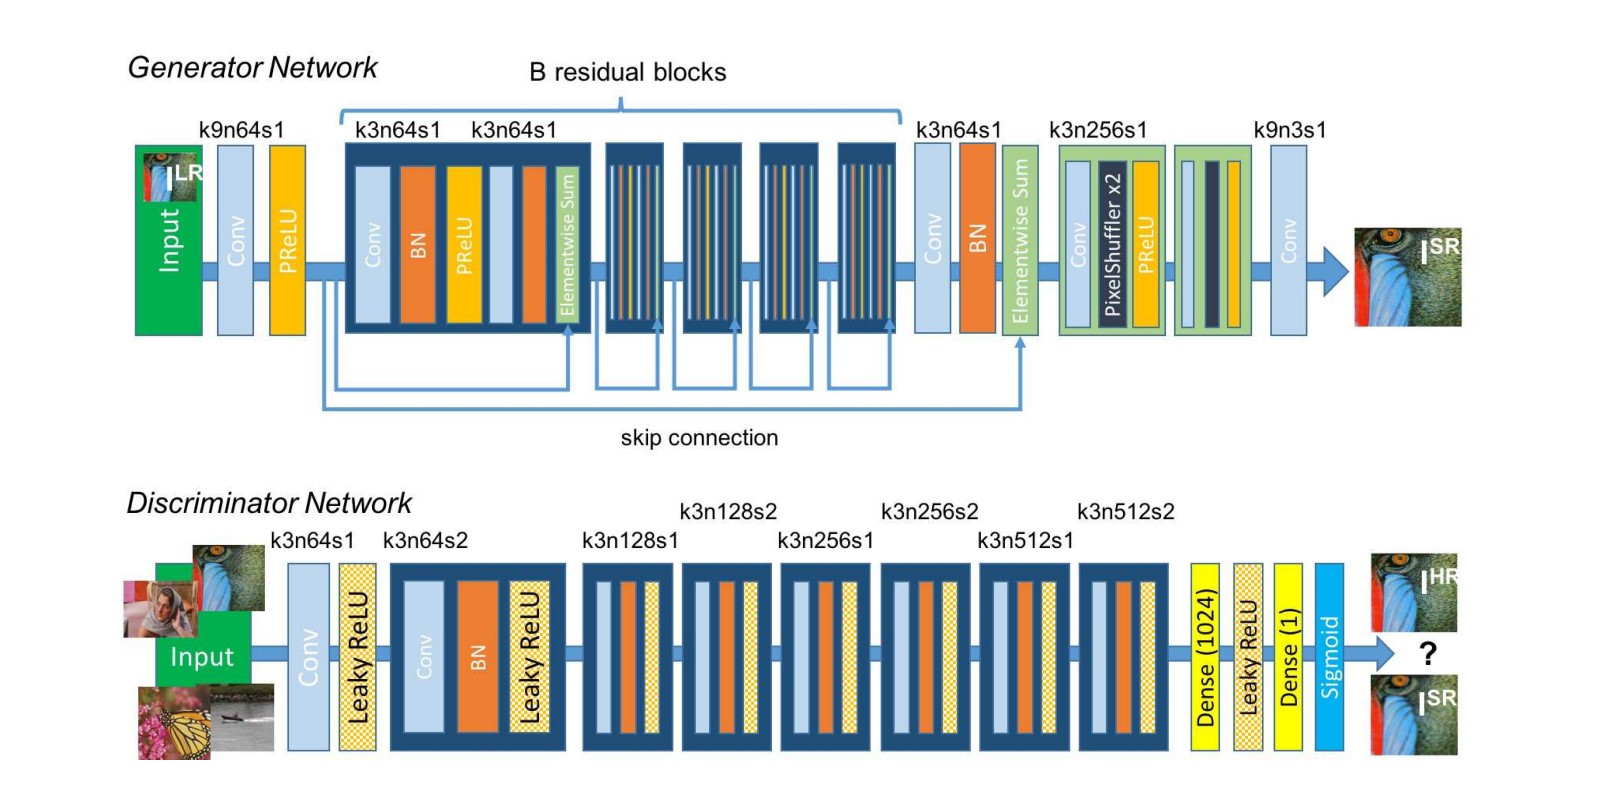 Generator Network
B residual blocks
k9n64s1
k3n64s1
k3n64s1
k3n64s1
k3n256s1
k9n3s1
I^LR
Input
Conv
PReLU
Conv
BN
PReLU
Elementwise Sum
Conv
BN
Elementwise Sum
Conv
PixelShuffler x2
PReLU
Conv
I^SR
skip connection
Discriminator Network
k3n128s2
k3n256s2
k3n512s2
k3n64s1
k3n64s2
k3n128s1
k3n256s1
k3n512s1
Input
Conv
Leaky ReLU
Conv
BN
Leaky ReLU
Dense (1024)
Leaky ReLU
Dense (1)
Sigmoid
I^HR
?
I^SR